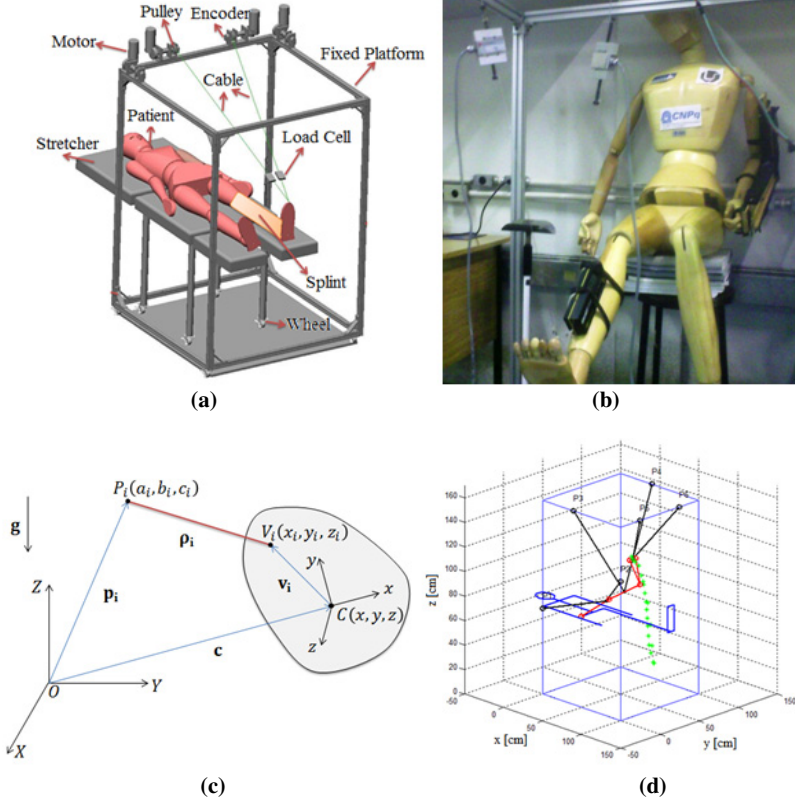 Pulley
Encoder
Motor
Fixed Platform
Cable
Patient
Load Cell
Stretcher
Splint
Wheel
(a)
CNPq
(b)
P_i(a_i, b_i, c_i)
g
ρ_i
V_i(x_i, y_i, z_i)
Z
p_i
v_i
y
x
C(x, y, z)
z
c
O
Y
X
(c)
z [cm]
160
140
120
100
80
60
40
20
0
P4
P3
P6
P2
-50
0
50
100
150
x [cm]
-50
0
50
100
150
y [cm]
(d)